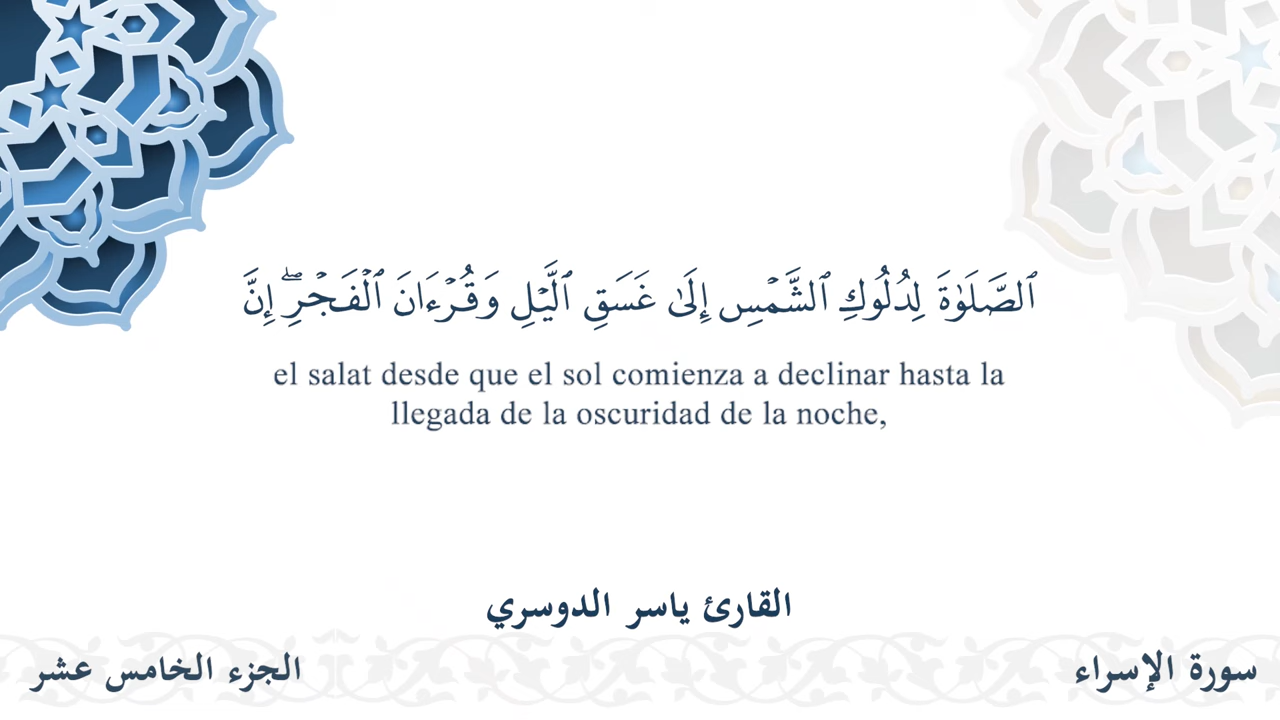 ٱلصَّلَوٰةَ لِدُلُوكِ ٱلشَّمۡسِ إِلَىٰ غَسَقِ ٱلَّيۡلِ وَقُرۡءَانَ ٱلۡفَجۡرِۖ إِنَّ
el salat desde que el sol comienza a declinar hasta la
llegada de la oscuridad de la noche,
القارئ ياسر الدوسري
سورة الإسراء
الجزء الخامس عشر